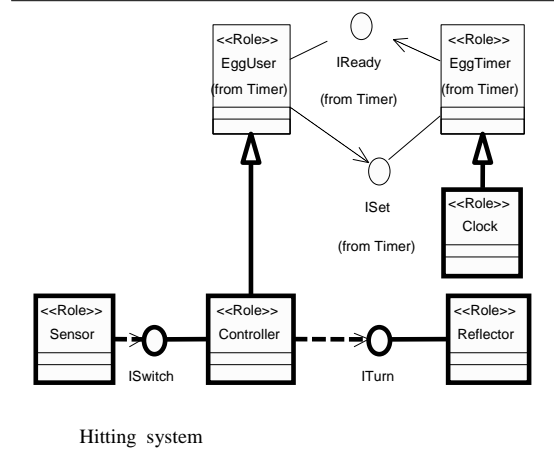 <<Role>>
EggUser
(from Timer)
IReady
(from Timer)
<<Role>>
EggTimer
(from Timer)
ISet
(from Timer)
<<Role>>
Clock
<<Role>>
Sensor
ISwitch
<<Role>>
Controller
ITurn
<<Role>>
Reflector
Hitting system